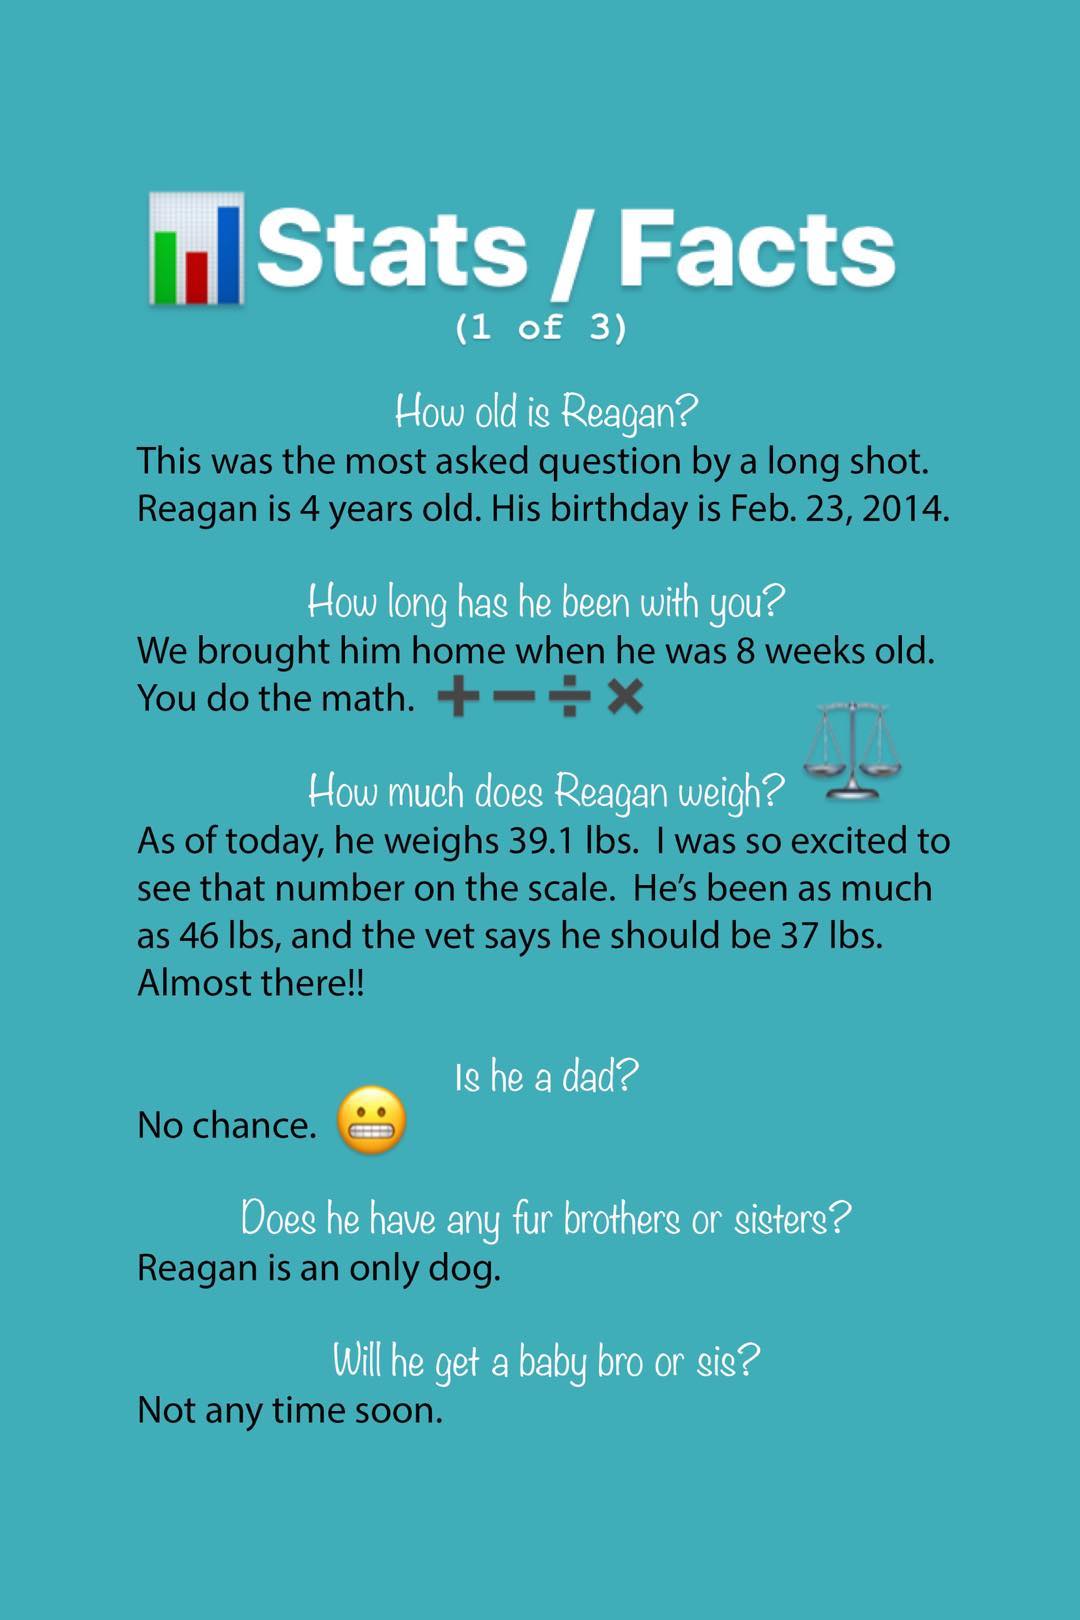 Stats / Facts
(1 of 3)
How old is Reagan?
This was the most asked question by a long shot.
Reagan is 4 years old. His birthday is Feb. 23, 2014.
How long has he been with you?
We brought him home when he was 8 weeks old.
You do the math. ➕➖➗✖
How much does Reagan weigh?
As of today, he weighs 39.1 lbs.  I was so excited to
see that number on the scale.  He’s been as much
as 46 lbs, and the vet says he should be 37 lbs.
Almost there!!
Is he a dad?
No chance.
Does he have any fur brothers or sisters?
Reagan is an only dog.
Will he get a baby bro or sis?
Not any time soon.